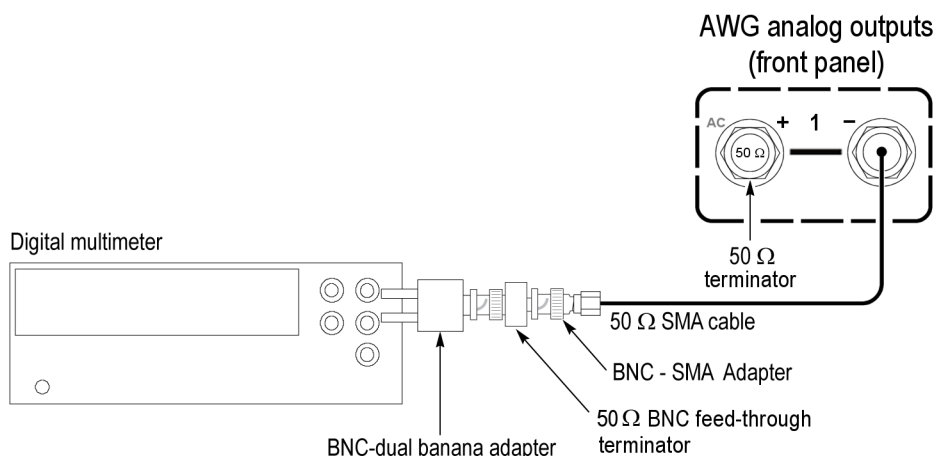 AWG analog outputs
(front panel)
AC + 1 −
50 Ω
50 Ω
terminator
Digital multimeter
50 Ω SMA cable
BNC - SMA Adapter
50 Ω BNC feed-through
terminator
BNC-dual banana adapter